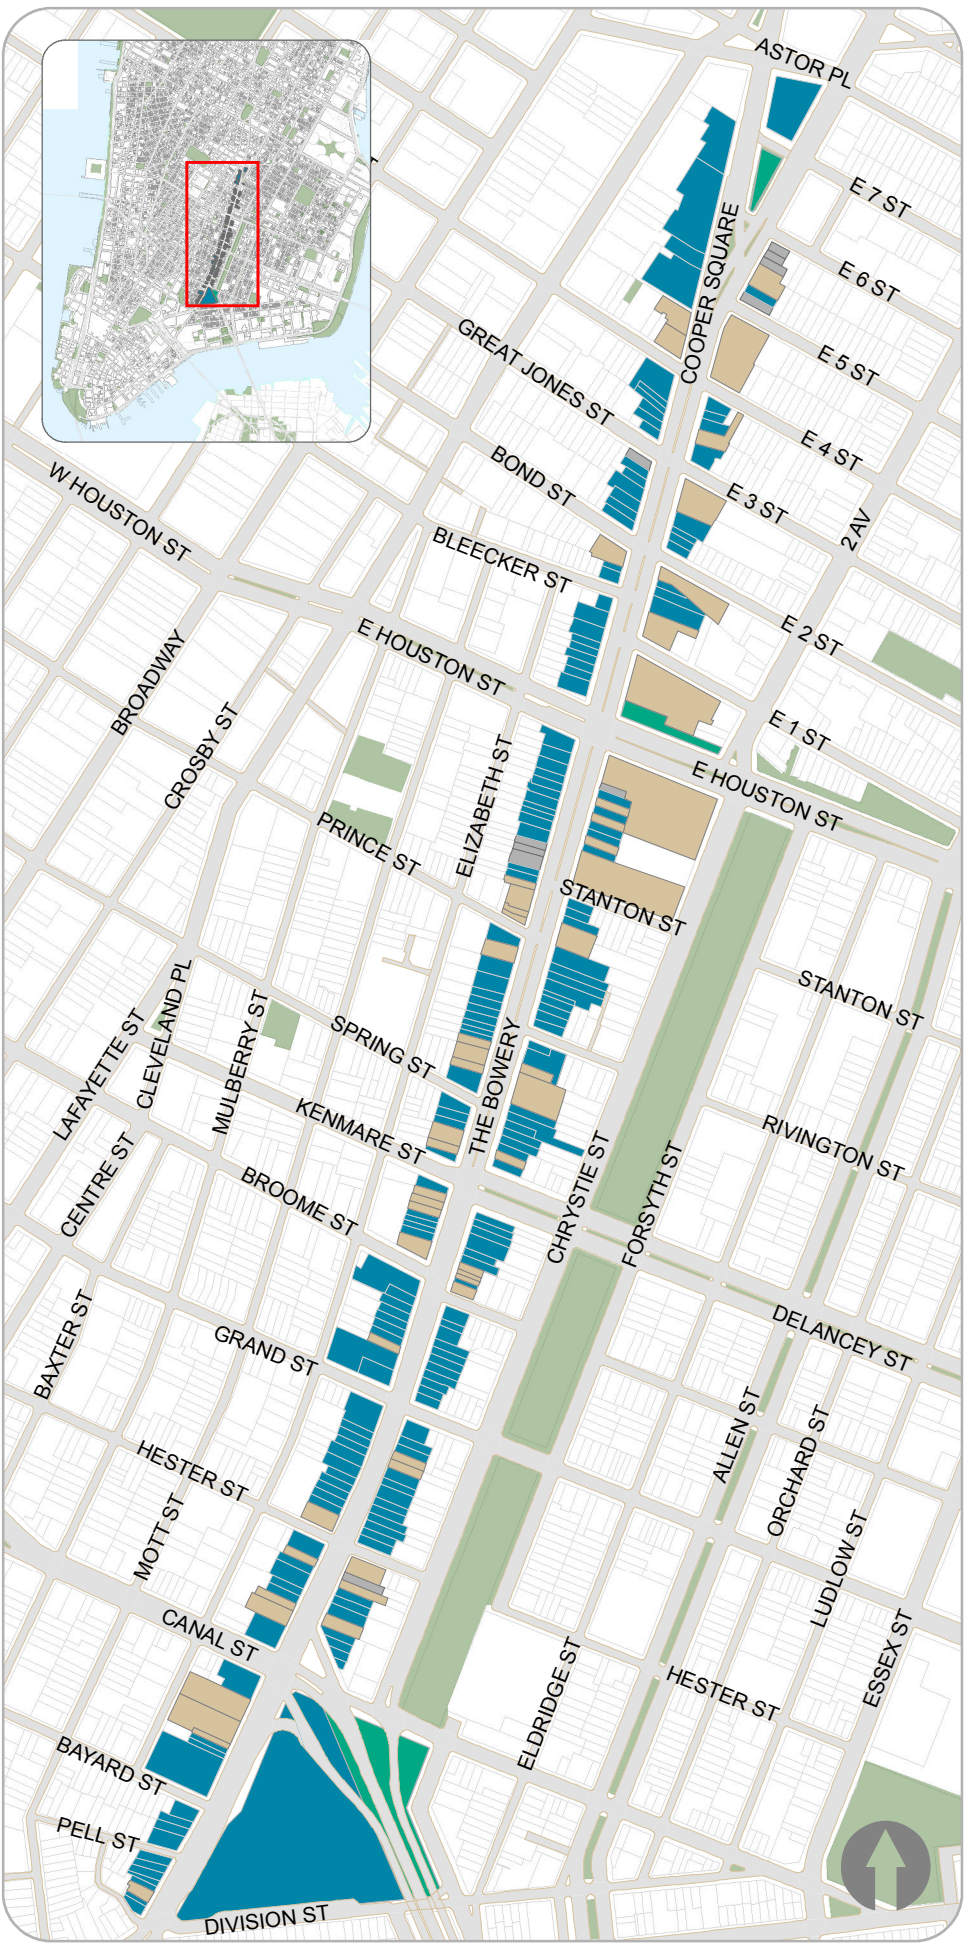 ASTOR PL
E 7 ST
COOPER SQUARE
E 6 ST
GREAT JONES ST
E 5 ST
E 4 ST
BOND ST
W HOUSTON ST
E 3 ST
2 AV
BLEECKER ST
E 2 ST
E HOUSTON ST
BROADWAY
CROSBY ST
E 1 ST
ELIZABETH ST
E HOUSTON ST
PRINCE ST
STANTON ST
CLEVELAND PL
LAFAYETTE ST
MULBERRY ST
SPRING ST
STANTON ST
THE BOWERY
KENMARE ST
RIVINGTON ST
CENTRE ST
BROOME ST
CHRYSTIE ST
FORSYTH ST
BAXTER ST
GRAND ST
DELANCEY ST
ALLEN ST
ORCHARD ST
HESTER ST
MOTT ST
LUDLOW ST
CANAL ST
ESSEX ST
ELDRIDGE ST
HESTER ST
BAYARD ST
PELL ST
DIVISION ST